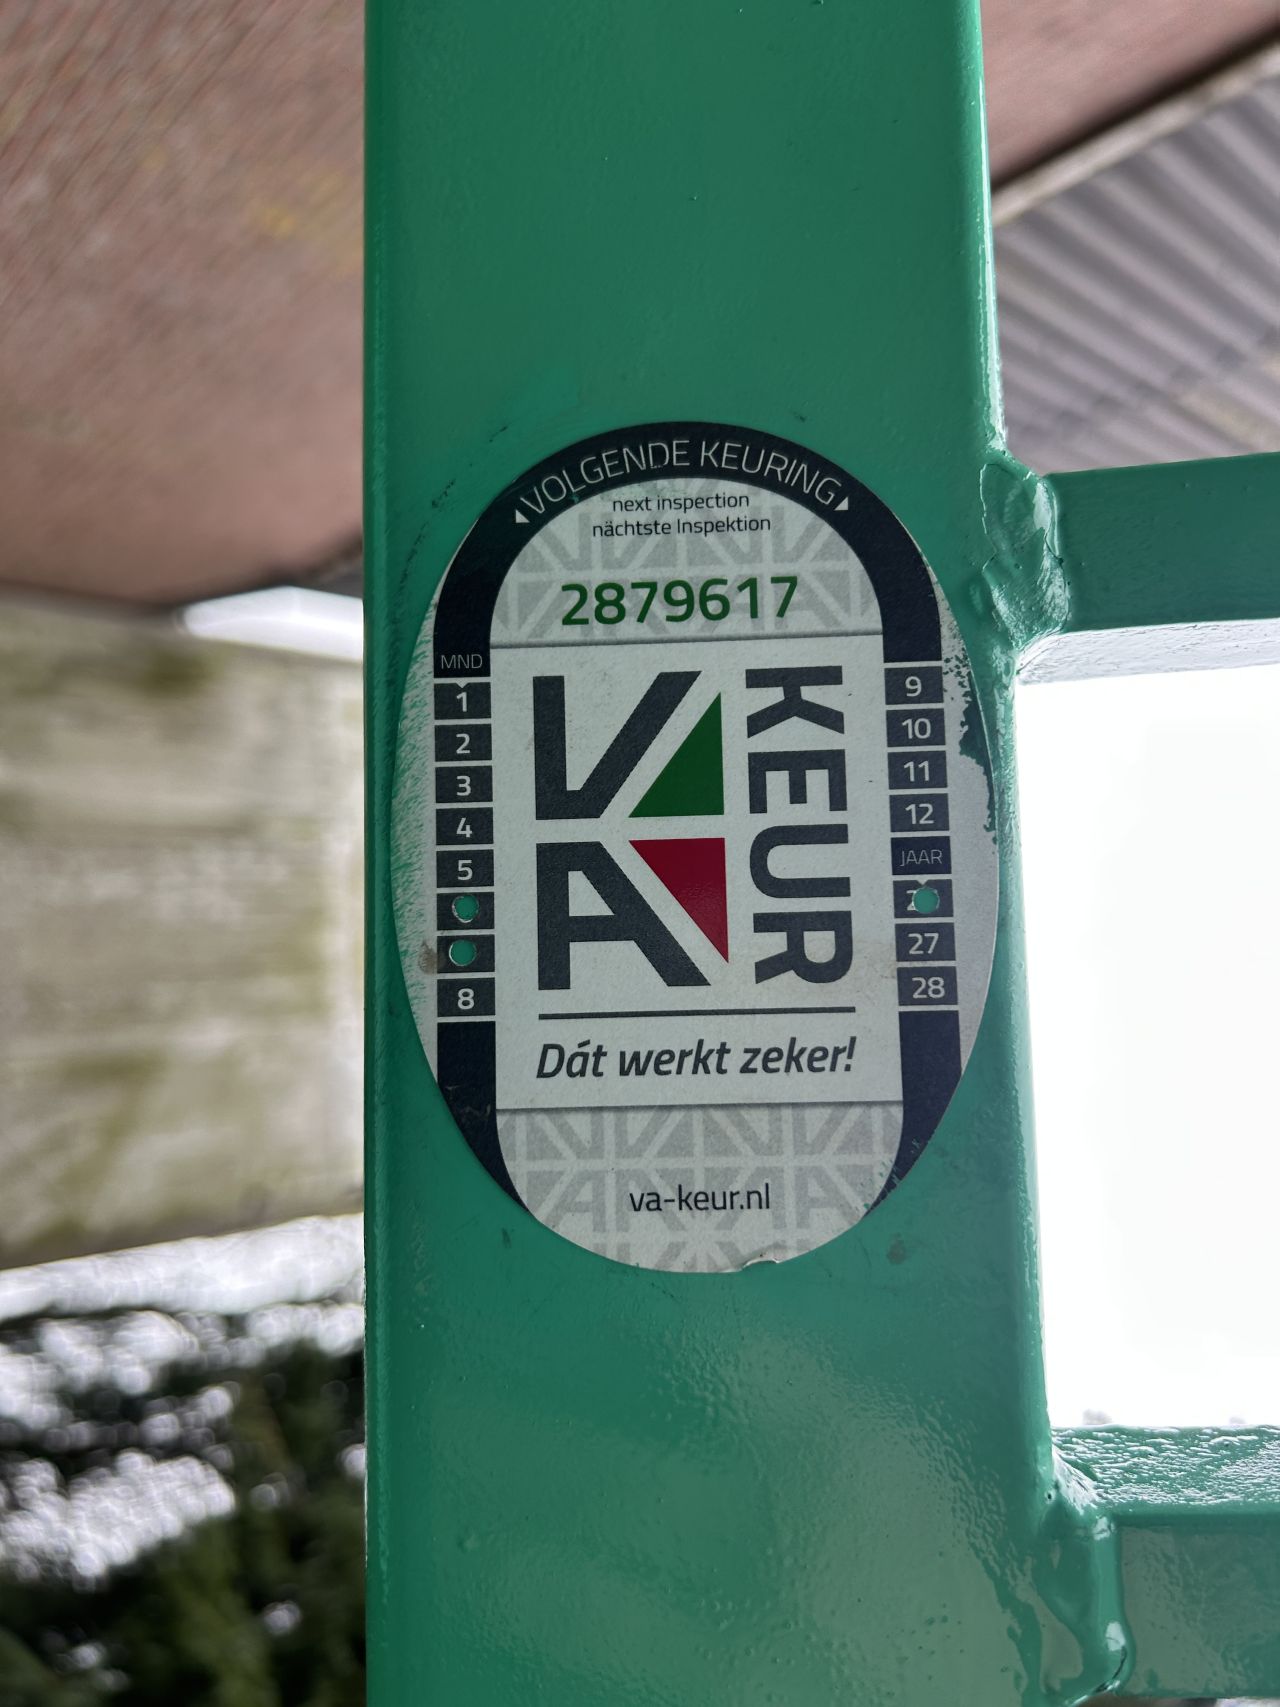 VOLGENDE KEURING
next inspection
nächtste Inspektion
2879617
MND
1
2
3
4
5
8
VA
KEUR
9
10
11
12
JAAR
27
28
Dát werkt zeker!
va-keur.nl